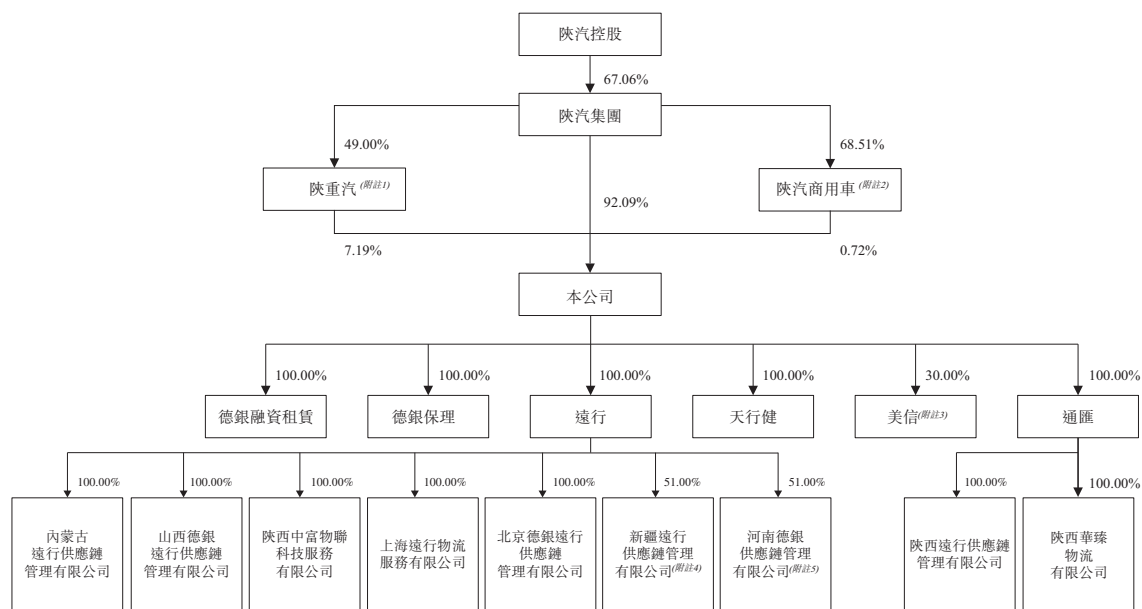 陝汽控股
67.06%
陝汽集團
49.00%
68.51%
陝重汽(附註1)
陝汽商用車(附註2)
92.09%
7.19%
0.72%
本公司
100.00%
100.00%
100.00%
100.00%
30.00%
100.00%
德銀融資租賃
德銀保理
遠行
天行健
美信(附註3)
通匯
100.00%
100.00%
100.00%
100.00%
100.00%
51.00%
51.00%
100.00%
100.00%
內蒙古
遠行供應鏈
管理有限公司
山西德銀
遠行供應鏈
管理有限公司
陝西中富物聯
科技服務
有限公司
上海遠行物流
服務有限公司
北京德銀遠行
供應鏈
管理有限公司
新疆遠行
供應鏈管理
有限公司(附註4)
河南德銀
供應鏈管理
有限公司(附註5)
陝西遠行供應鏈
管理有限公司
陝西華臻
物流
有限公司